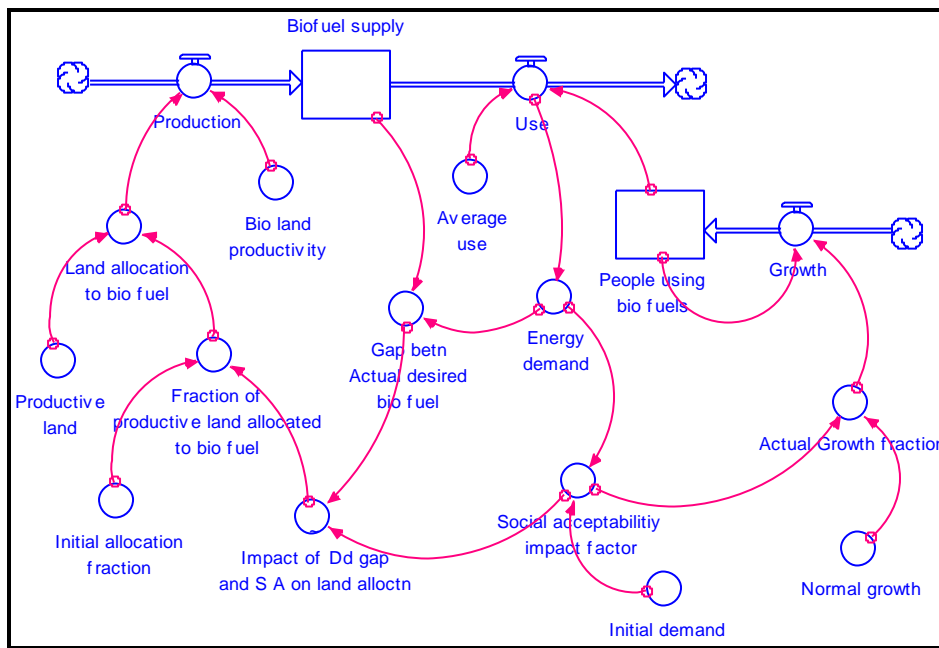 Biofuel supply
Production
Use
Bio land
productivity
Average
use
Land allocation
to bio fuel
People using
bio fuels
Growth
Gap betn
Actual desired
bio fuel
Energy
demand
Productive
land
Fraction of
productive land allocated
to bio fuel
Actual Growth fraction
Initial allocation
fraction
Impact of Dd gap
and S A on land alloctn
Social acceptabilitiy
impact factor
Normal growth
Initial demand